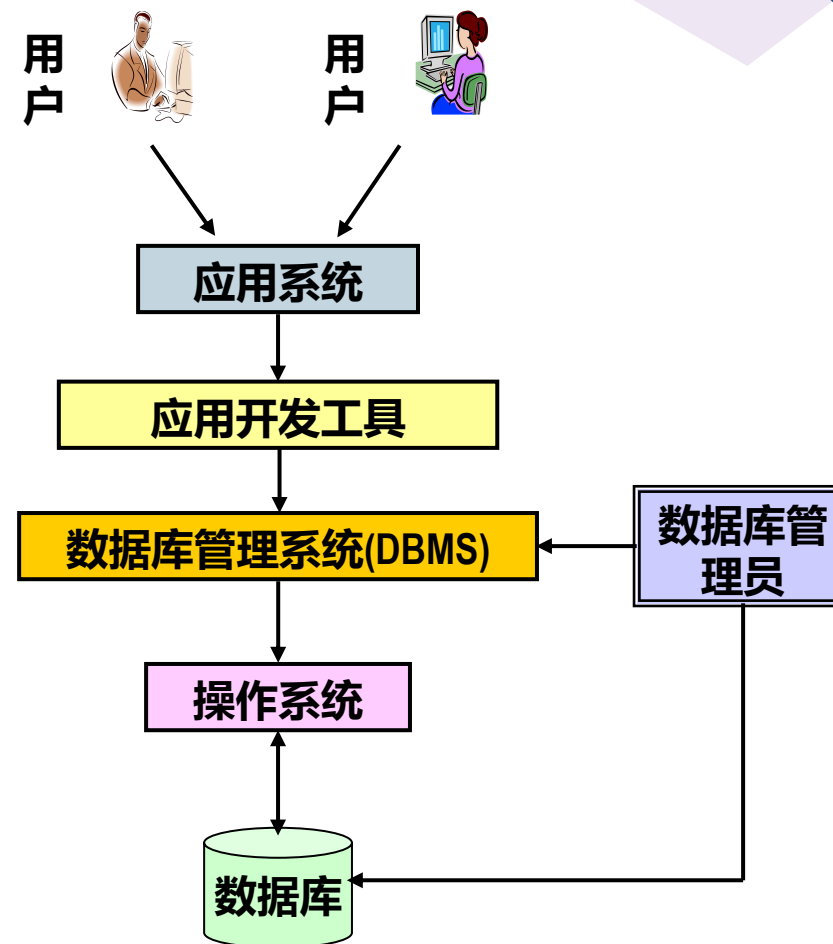 用户
用户
应用系统
应用开发工具
数据库管理系统(DBMS)
数据库管
理员
操作系统
数据库